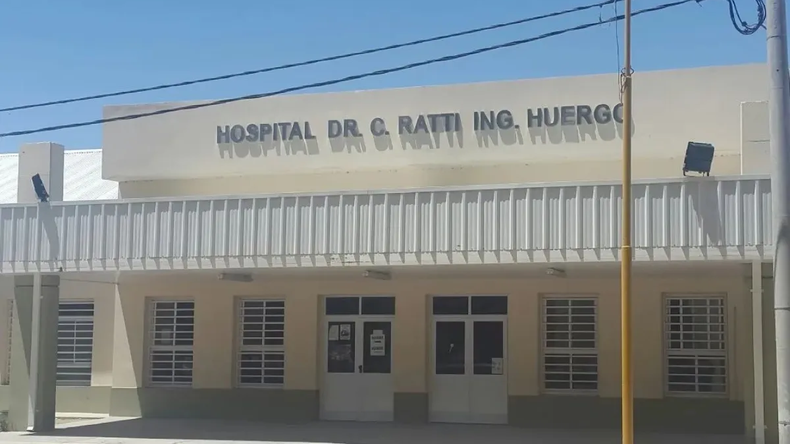 HOSPITAL DR. C. RATTI ING. HUERGO